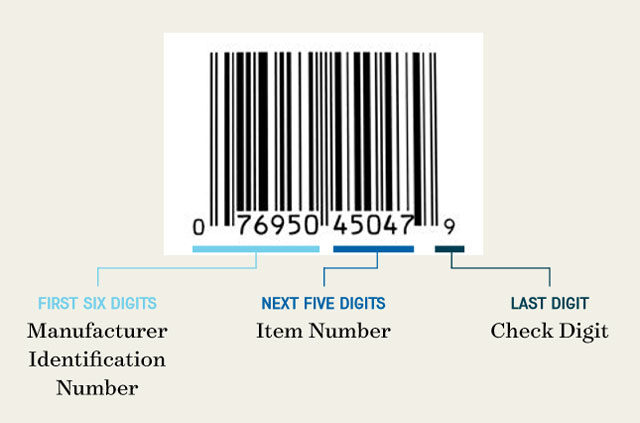 0 76950 45047 9
FIRST SIX DIGITS
Manufacturer
Identification
Number
NEXT FIVE DIGITS
Item Number
LAST DIGIT
Check Digit